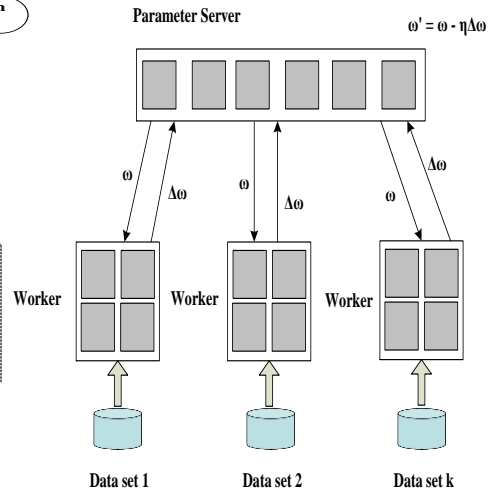 Parameter Server
ω' = ω - ηΔω
ω
Δω
ω
Δω
ω
Δω
Worker
Worker
Worker
Data set 1
Data set 2
Data set k